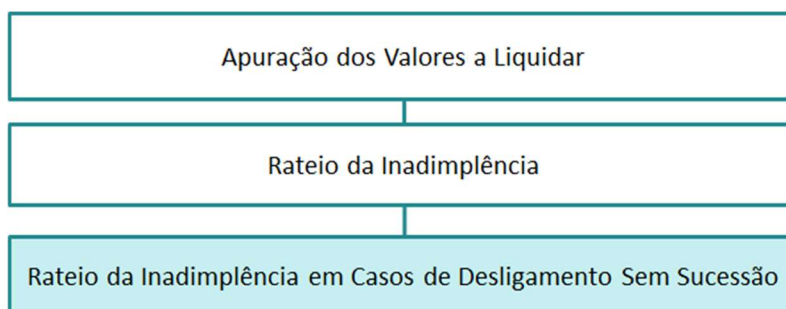 Apuração dos Valores a Liquidar
Rateio da Inadimplência
Rateio da Inadimplência em Casos de Desligamento Sem Sucessão